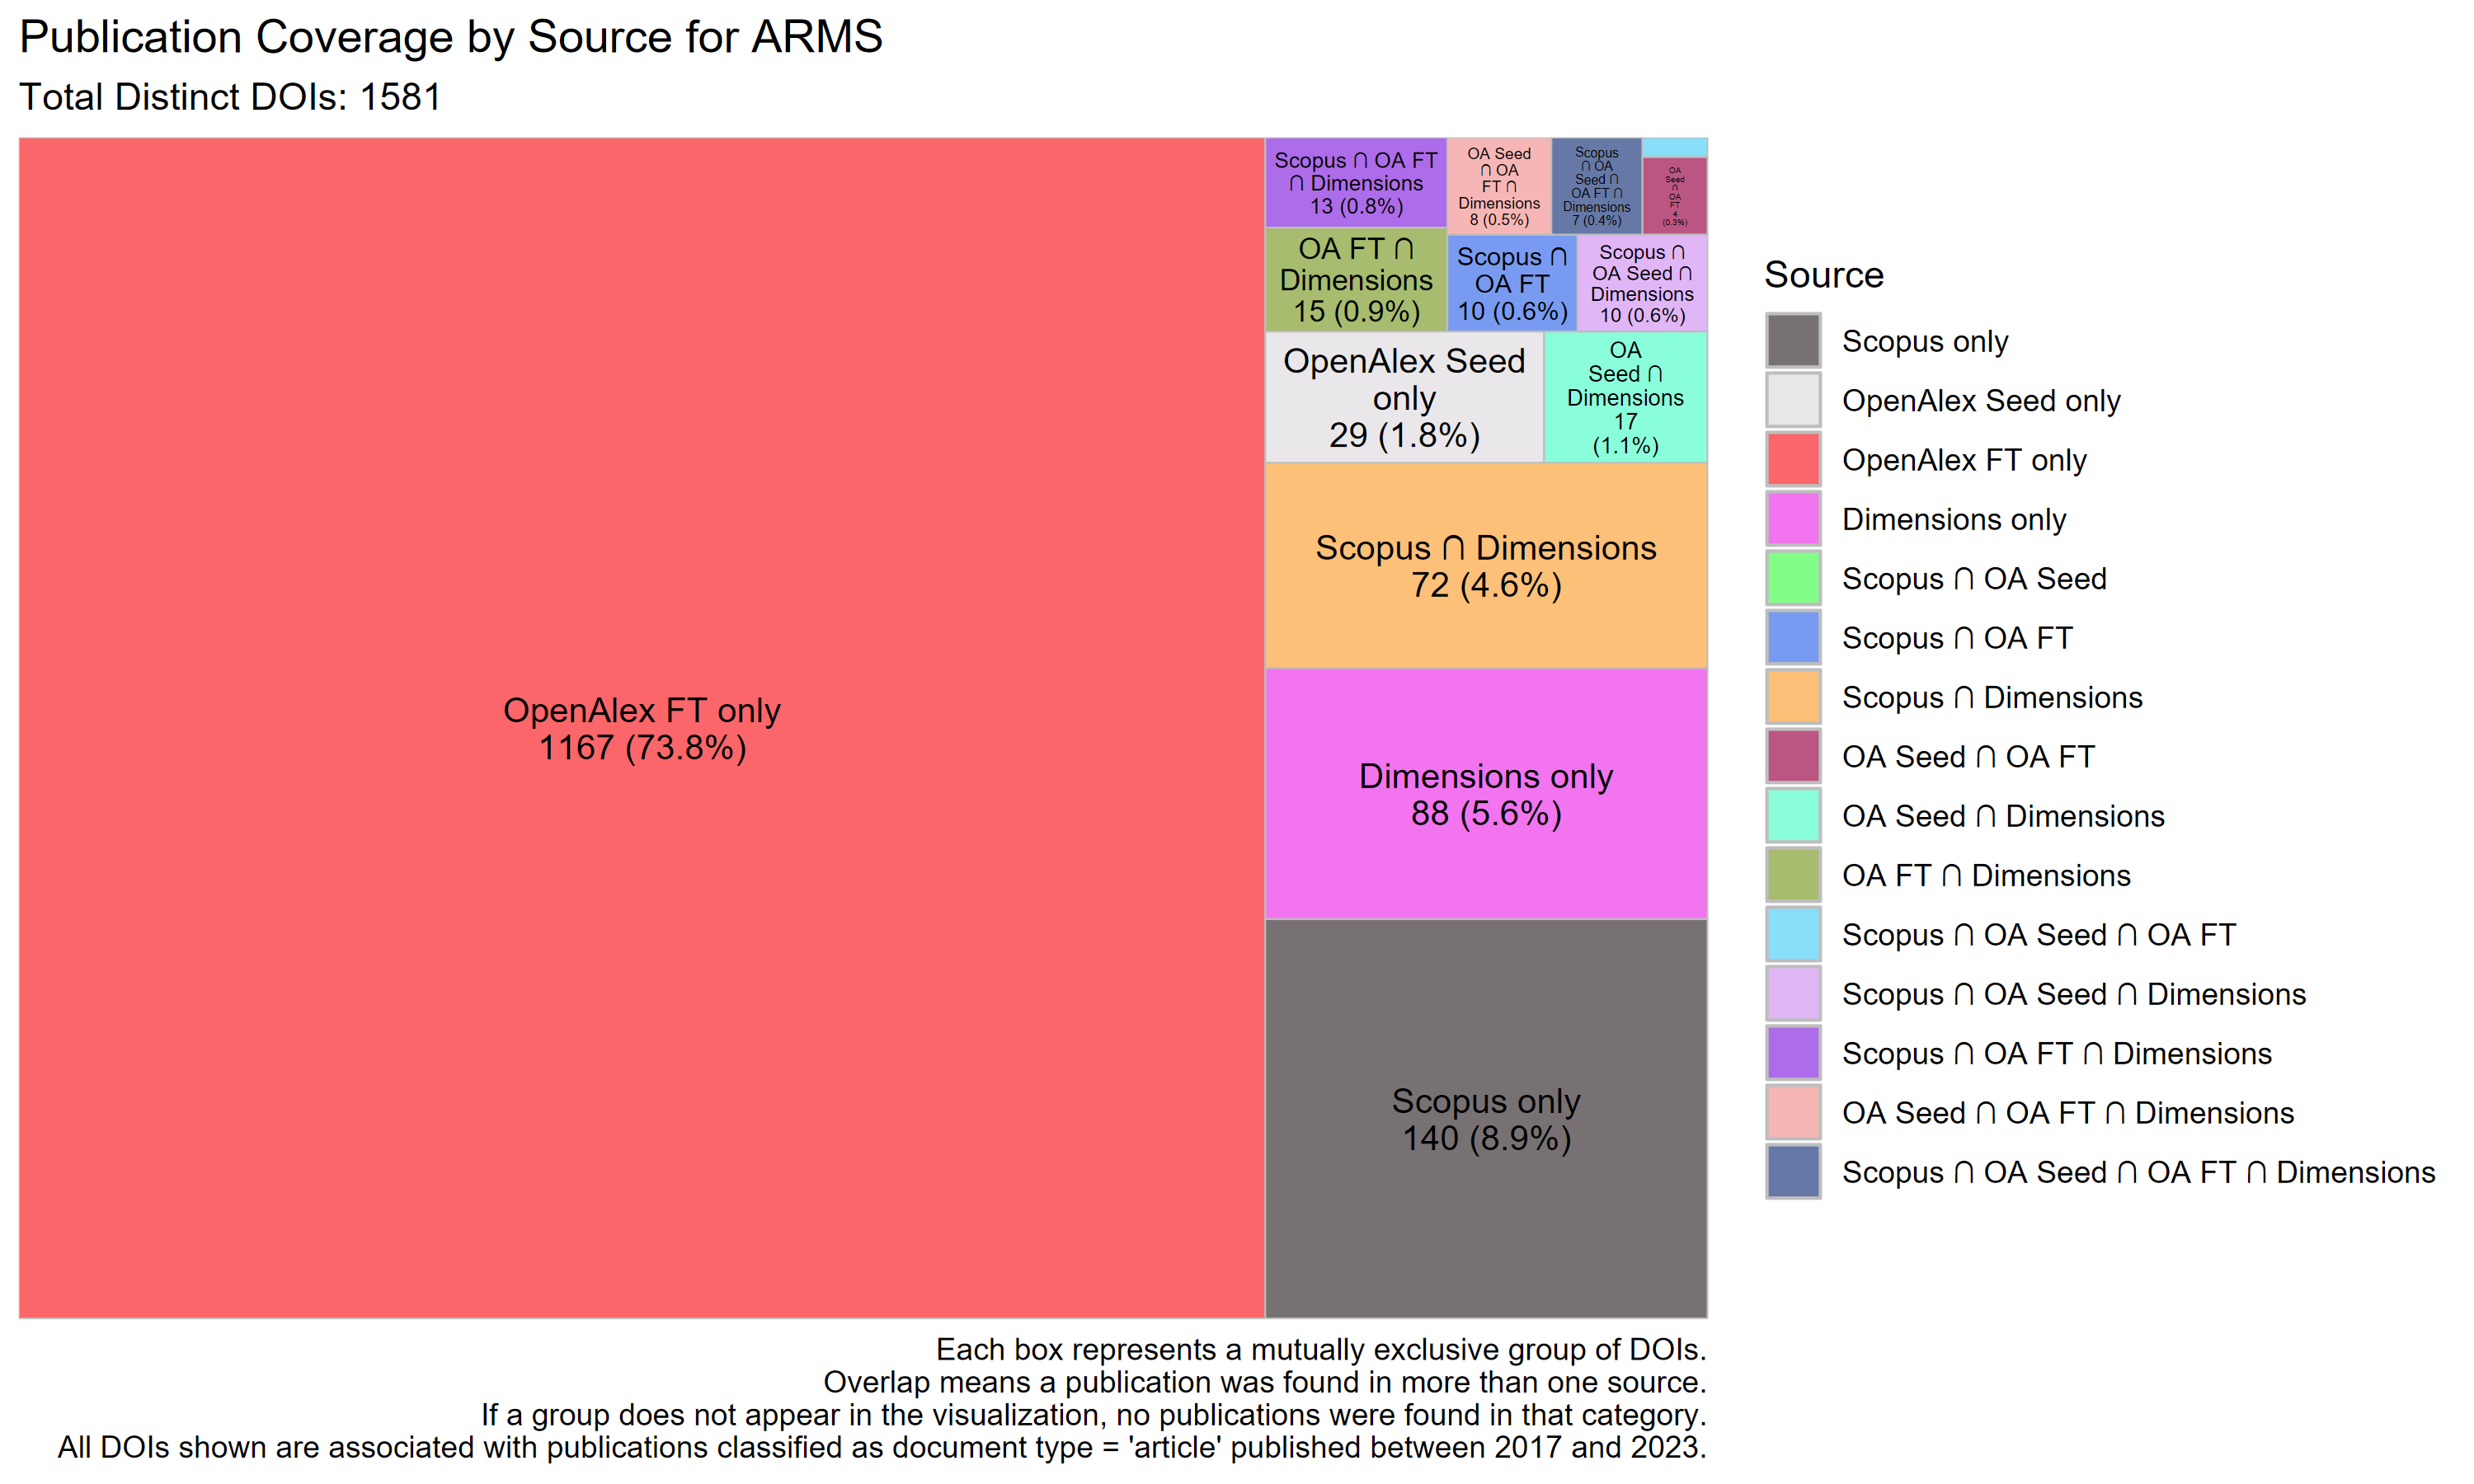 Publication Coverage by Source for ARMS
Total Distinct DOIs: 1581
OpenAlex FT only
1167 (73.8%)
Scopus ∩ OA FT
∩ Dimensions
13 (0.8%)
OA Seed
∩ OA
FT ∩
Dimensions
8 (0.5%)
Scopus
∩ OA
Seed ∩
OA FT ∩
Dimensions
7 (0.4%)
OA
Seed
∩
OA
FT
4
(0.3%)
OA FT ∩
Dimensions
15 (0.9%)
Scopus ∩
OA FT
10 (0.6%)
Scopus ∩
OA Seed ∩
Dimensions
10 (0.6%)
OpenAlex Seed
only
29 (1.8%)
OA
Seed ∩
Dimensions
17
(1.1%)
Scopus ∩ Dimensions
72 (4.6%)
Dimensions only
88 (5.6%)
Scopus only
140 (8.9%)
Source
Scopus only
OpenAlex Seed only
OpenAlex FT only
Dimensions only
Scopus ∩ OA Seed
Scopus ∩ OA FT
Scopus ∩ Dimensions
OA Seed ∩ OA FT
OA Seed ∩ Dimensions
OA FT ∩ Dimensions
Scopus ∩ OA Seed ∩ OA FT
Scopus ∩ OA Seed ∩ Dimensions
Scopus ∩ OA FT ∩ Dimensions
OA Seed ∩ OA FT ∩ Dimensions
Scopus ∩ OA Seed ∩ OA FT ∩ Dimensions
Each box represents a mutually exclusive group of DOIs.
Overlap means a publication was found in more than one source.
If a group does not appear in the visualization, no publications were found in that category.
All DOIs shown are associated with publications classified as document type = 'article' published between 2017 and 2023.